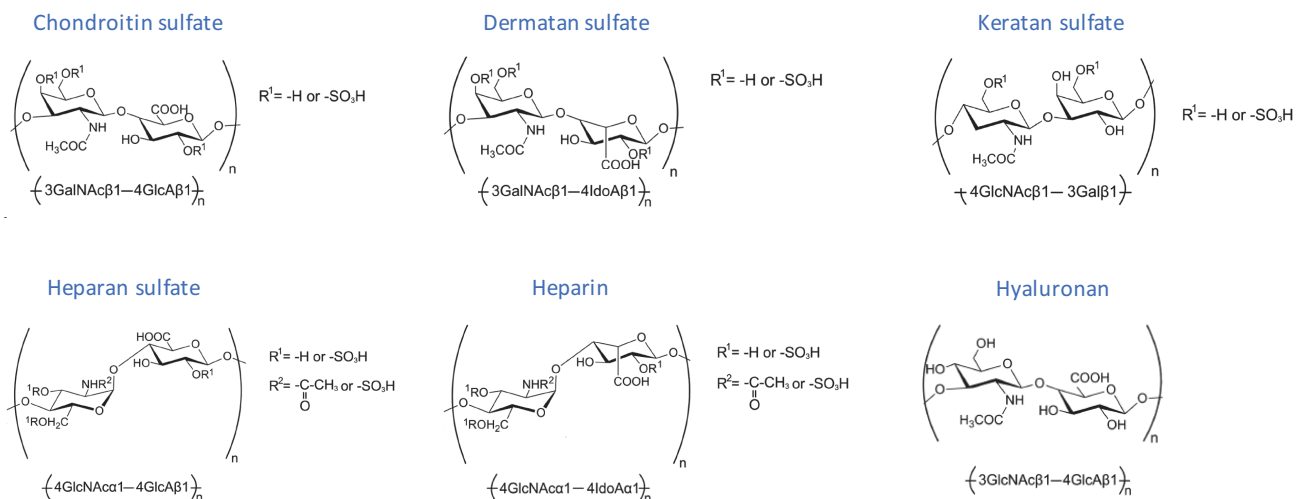 Chondroitin sulfate
OR¹
OR¹
O
COOH
O
O
O
O
NH
HO
OR¹
H₃COC
n
R¹= -H or -SO₃H
(3GalNAcβ1—4GlcAβ1)n
Dermatan sulfate
OR¹
R¹O
O
O
O
O
O
NH
HO
OR¹
H₃COC
COOH
n
R¹= -H or -SO₃H
(3GalNAcβ1—4IdoAβ1)n
Keratan sulfate
OR¹
OH
OR¹
O
O
O
O
O
NH
OH
H₃COC
n
R¹= -H or -SO₃H
(4GlcNAcβ1— 3Galβ1)
Heparan sulfate
HOOC
O
O
O
HO
OR¹
NHR²
¹RO
O
O
¹ROH₂C
n
R¹= -H or -SO₃H
R²= -C-CH₃ or -SO₃H
O
(4GlcNAcα1—4GlcAβ1)n
Heparin
O
O
O
HO
OR¹
NHR²
COOH
¹RO
O
O
¹ROH₂C
n
R¹= -H or -SO₃H
R²= -C-CH₃ or -SO₃H
O
(4GlcNAcα1—4IdoAα1)n
Hyaluronan
OH
HO
O
COOH
O
O
O
O
NH
HO
OH
H₃COC
n
(3GlcNAcβ1—4GlcAβ1)n